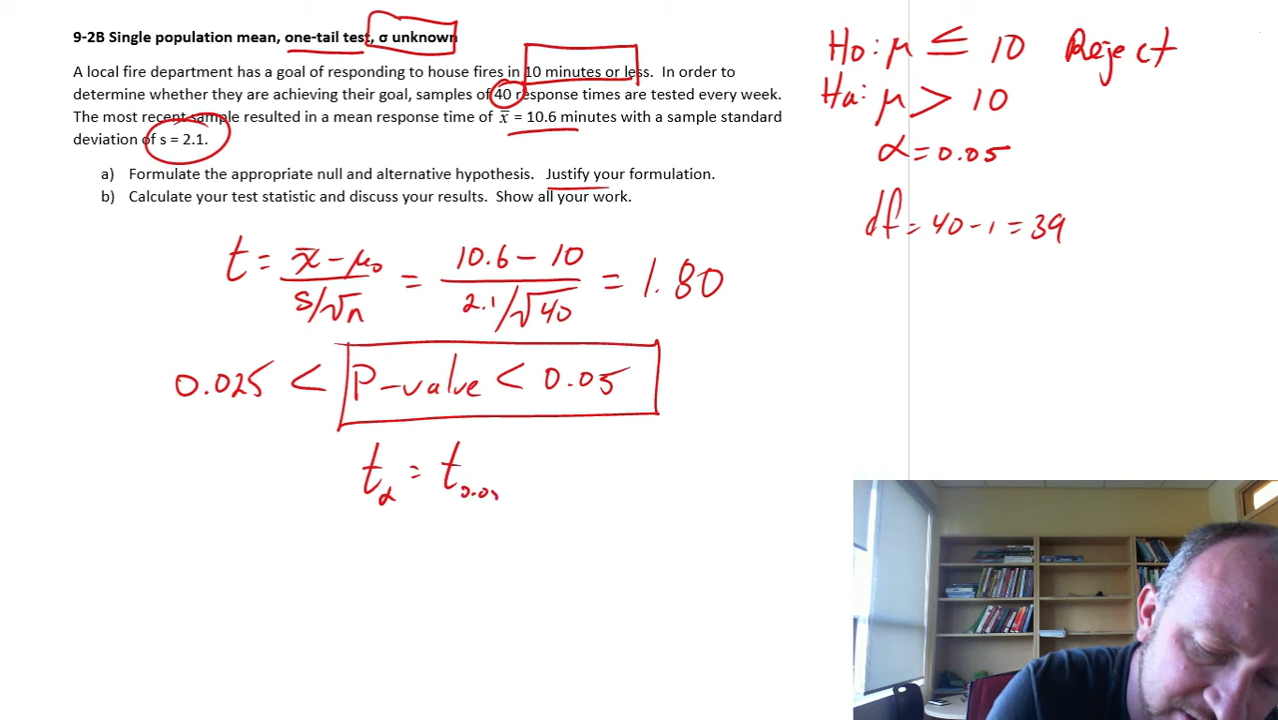 9-2B Single population mean, one-tail test, σ unknown
A local fire department has a goal of responding to house fires in 10 minutes or less. In order to
determine whether they are achieving their goal, samples of 40 response times are tested every week.
The most recent sample resulted in a mean response time of x̄ = 10.6 minutes with a sample standard
deviation of s = 2.1.
a) Formulate the appropriate null and alternative hypothesis. Justify your formulation.
b) Calculate your test statistic and discuss your results. Show all your work.
t = x̄ - μ₀ / s/√n = 10.6 - 10 / 2.1/√40 = 1.80
0.025 < P-value < 0.05
tα = t0.05
Ho: μ ≤ 10 Reject
Ha: μ > 10
α = 0.05
df = 40 - 1 = 39